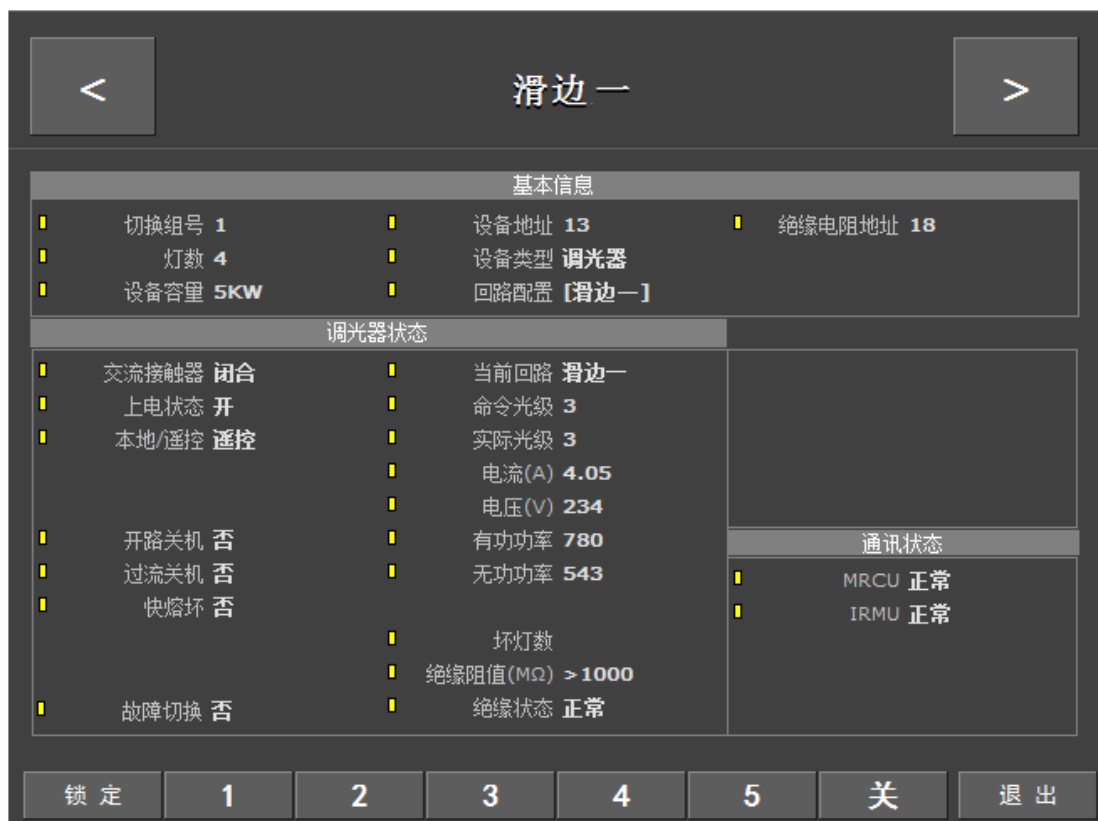 <
滑边一
>
基本信息
切换组号 1
设备地址 13
绝缘电阻地址 18
灯数 4
设备类型 调光器
设备容量 5KW
回路配置 [滑边一]
调光器状态
交流接触器 闭合
当前回路 滑边一
上电状态 开
命令光级 3
本地/遥控 遥控
实际光级 3
电流(A) 4.05
电压(V) 234
开路关机 否
有功功率 780
过流关机 否
无功功率 543
快熔坏 否
坏灯数
绝缘阻值(MΩ) >1000
故障切换 否
绝缘状态 正常
通讯状态
MRCU 正常
IRMU 正常
锁定 1 2 3 4 5 关 退出